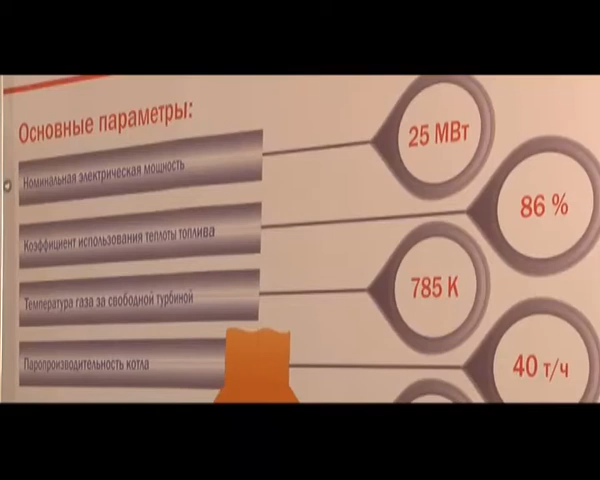 Основные параметры:
Номинальная электрическая мощность
25 МВт
Коэффициент использования теплоты топлива
86 %
Температура газа за свободной турбиной
785 К
Паропроизводительность котла
40 т/ч